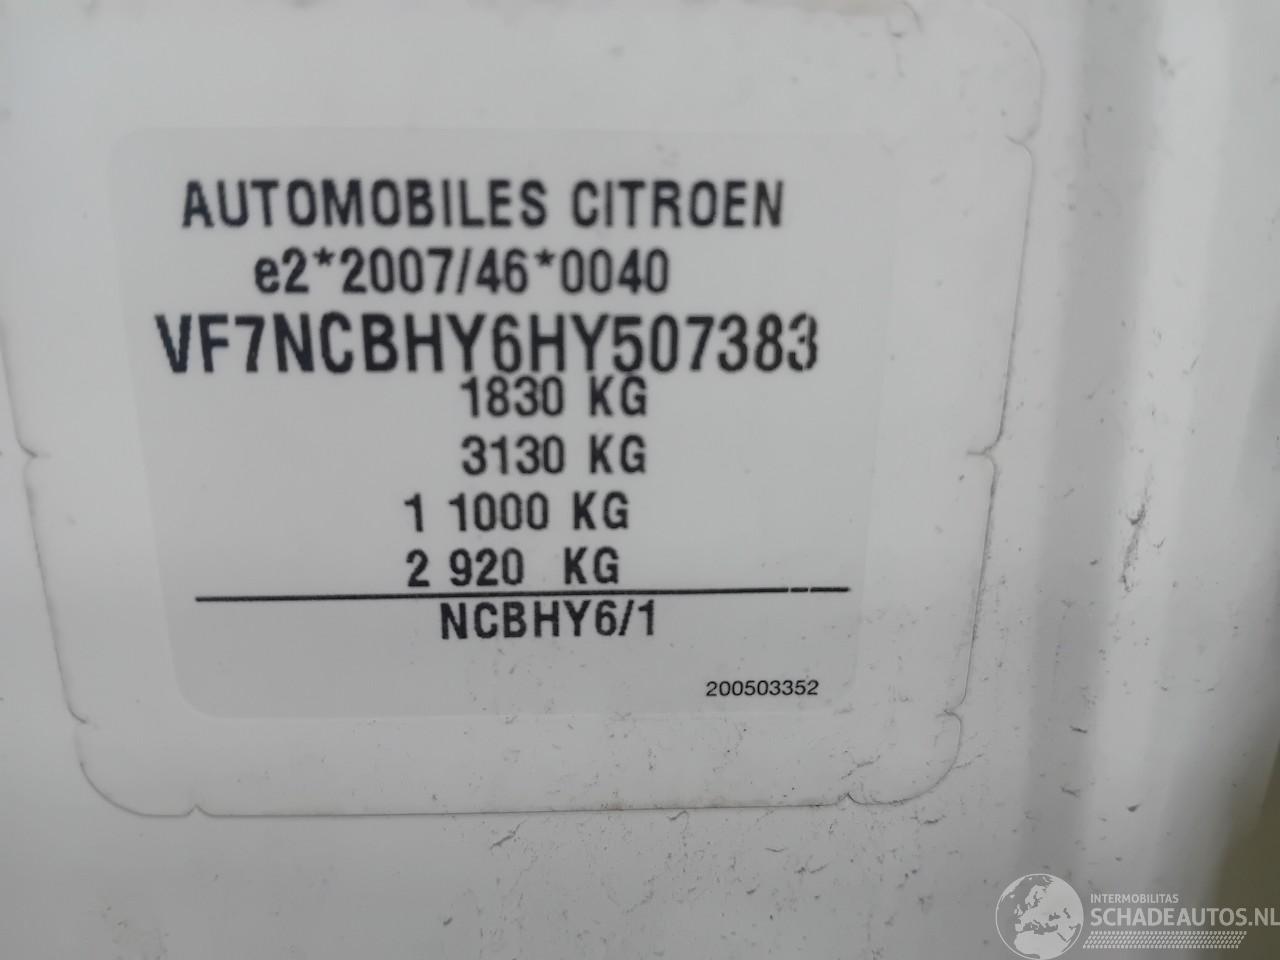 AUTOMOBILES CITROEN
e2*2007/46*0040
VF7NCBHY6HY507383
1830 KG
3130 KG
1 1000 KG
2 920 KG
NCBHY6/1
200503352
INTERMOBILITAS
SCHADEAUTOS.NL